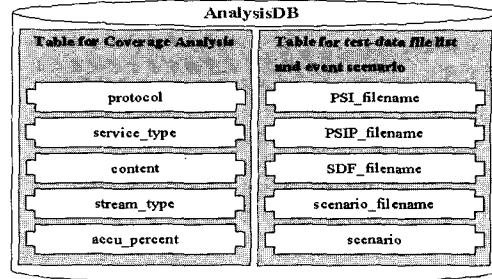 AnalysisDB
Table for Coverage Analysis
protocol
service_type
content
stream_type
accu_percent
Table for test-data file list
and event scenario
PSI_filename
PSIP_filename
SDF_filename
scenario_filename
scenario